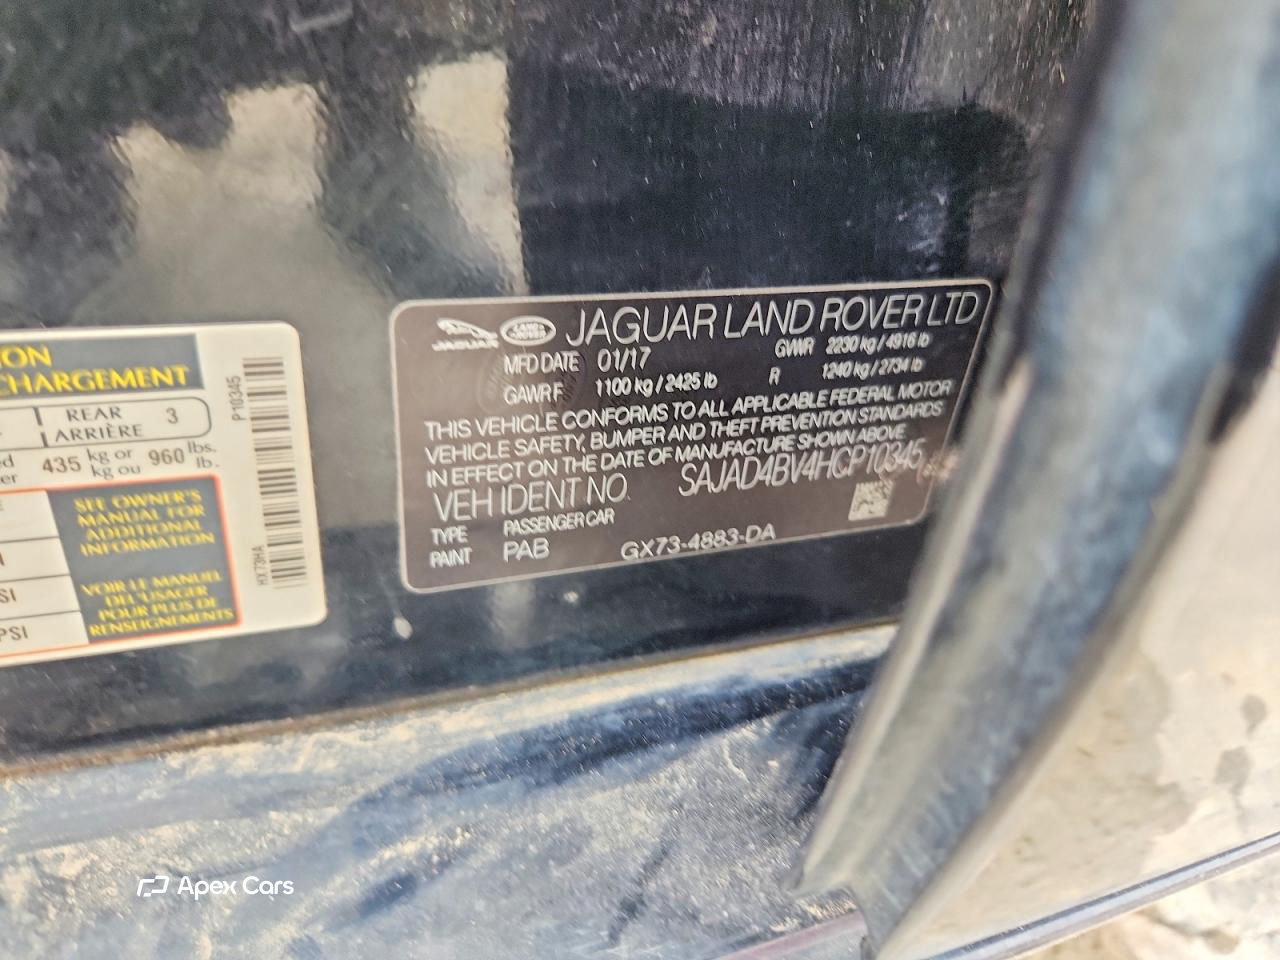 ON
CHARGEMENT
REAR
ARRIÈRE
3
435 kg or
kg ou 960 lbs.
lb.
SEE OWNER'S
MANUAL FOR
ADDITIONAL
INFORMATION
VOIR LE MANUEL
DE L'USAGER
POUR PLUS DE
RENSEIGNEMENTS
PSI
P10345
HX73HA
JAGUAR
LAND ROVER
JAGUAR LAND ROVER LTD
MFD DATE 01/17 GVWR 2230 kg / 4916 lb
GAWR F 1100 kg / 2425 lb R 1240 kg / 2734 lb
THIS VEHICLE CONFORMS TO ALL APPLICABLE FEDERAL MOTOR
VEHICLE SAFETY, BUMPER AND THEFT PREVENTION STANDARDS
IN EFFECT ON THE DATE OF MANUFACTURE SHOWN ABOVE
VEH IDENT NO. SAJAD4BV4HCP10345
TYPE PASSENGER CAR
PAINT PAB GX73-4883-DA
Apex Cars